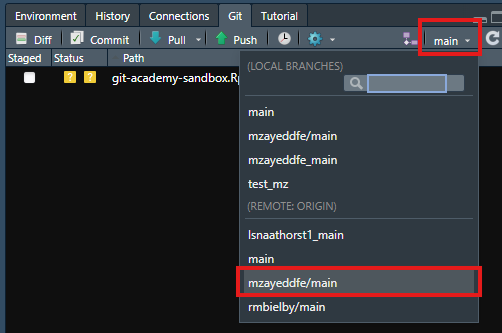 Environment History Connections Git Tutorial
Diff Commit Pull Push main
Staged Status Path
? ? git-academy-sandbox.Rp
(LOCAL BRANCHES)
main
mzayeddfe/main
mzayeddfe_main
test_mz
(REMOTE: ORIGIN)
lsnaathorst1_main
main
mzayeddfe/main
rmbielby/main